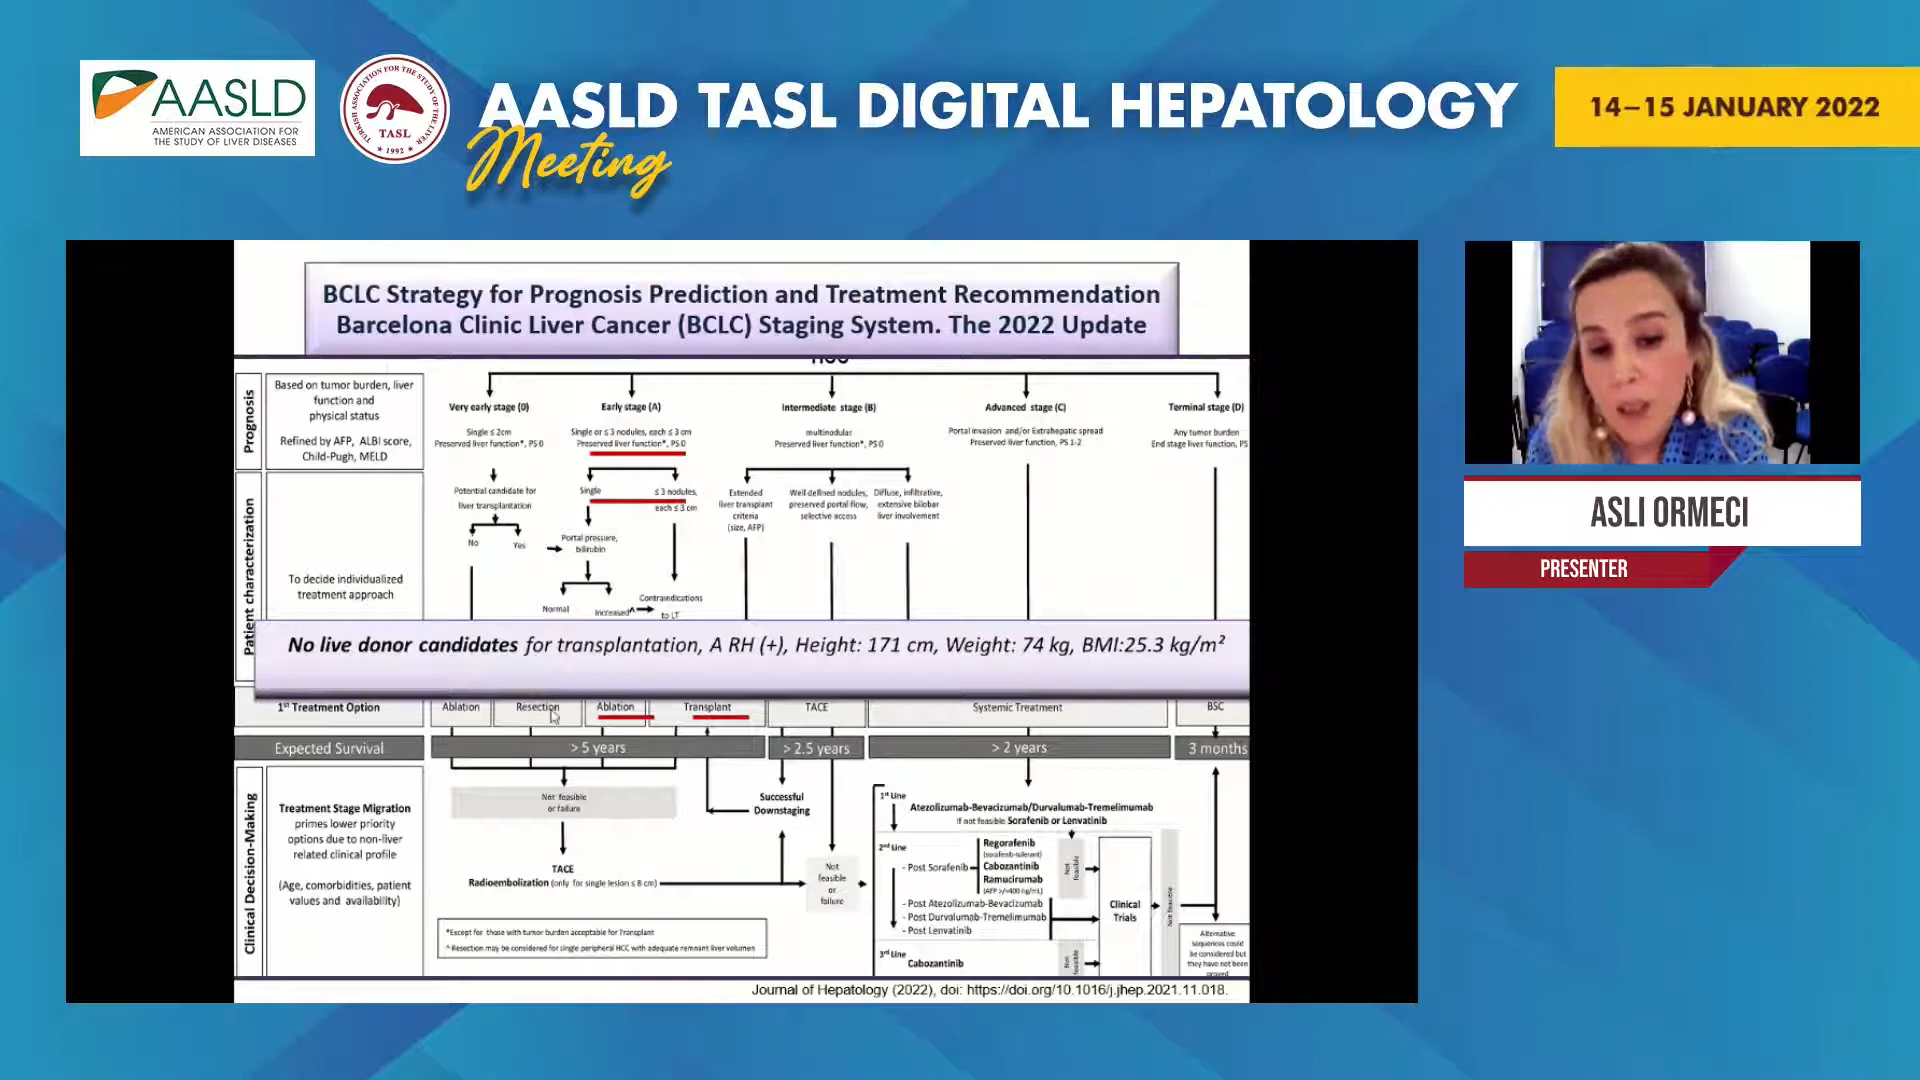 AASLD
AMERICAN ASSOCIATION FOR
THE STUDY OF LIVER DISEASES
TURKISH ASSOCIATION FOR THE STUDY OF THE LIVER
TASL
1992
AASLD TASL DIGITAL HEPATOLOGY
Meeting
14–15 JANUARY 2022
BCLC Strategy for Prognosis Prediction and Treatment Recommendation
Barcelona Clinic Liver Cancer (BCLC) Staging System. The 2022 Update
Prognosis
Based on tumor burden, liver
function and
physical status
Refined by AFP, ALBI score,
Child-Pugh, MELD
Very early stage (0)
Single ≤ 2cm
Preserved liver function*, PS 0
Early stage (A)
Single or ≤ 3 nodules, each ≤ 3 cm
Preserved liver function*, PS 0
Intermediate stage (B)
multinodular
Preserved liver function*, PS 0
Advanced stage (C)
Portal invasion and/or Extrahepatic spread
Preserved liver function, PS 1-2
Terminal stage (D)
Any tumor burden
End stage liver function, PS
Patient characterization
To decide individualized
treatment approach
Potential candidate for
liver transplantation
No
Yes
Single
≤ 3 nodules,
each ≤ 3 cm
Portal pressure,
bilirubin
Normal
Increased^
Contraindications
to LT
Extended
liver transplant
criteria
(size, AFP)
Well defined nodules,
preserved portal flow,
selective access
Diffuse, infiltrative,
extensive bilobar
liver involvement
No live donor candidates for transplantation, A RH (+), Height: 171 cm, Weight: 74 kg, BMI:25.3 kg/m²
1st Treatment Option
Ablation
Resection
Ablation
Transplant
TACE
Systemic Treatment
BSC
Expected Survival
> 5 years
> 2.5 years
> 2 years
3 months
Clinical Decision-Making
Treatment Stage Migration
primes lower priority
options due to non-liver
related clinical profile
(Age, comorbidities, patient
values and availability)
Not feasible
or failure
TACE
Radioembolization (only for single lesion ≤ 8 cm)
Successful
Downstaging
Not
feasible
or
failure
*Except for those with tumor burden acceptable for Transplant
^ Resection may be considered for single peripheral HCC with adequate remnant liver volumen
1st Line
Atezolizumab-Bevacizumab/Durvalumab-Tremelimumab
if not feasible Sorafenib or Lenvatinib
2nd Line
- Post Sorafenib
Regorafenib
(sorafenib-tolerant)
Cabozantinib
Ramucirumab
(AFP >/=400 ng/mL)
- Post Atezolizumab-Bevacizumab
- Post Durvalumab-Tremelimumab
- Post Lenvatinib
3rd Line
Cabozantinib
Not
feasible
Not
feasible
Clinical
Trials
Not feasible
Alternative
sequences could
be considered but
they have not been
proved
Journal of Hepatology (2022), doi: https://doi.org/10.1016/j.jhep.2021.11.018.
ASLI ORMECI
PRESENTER